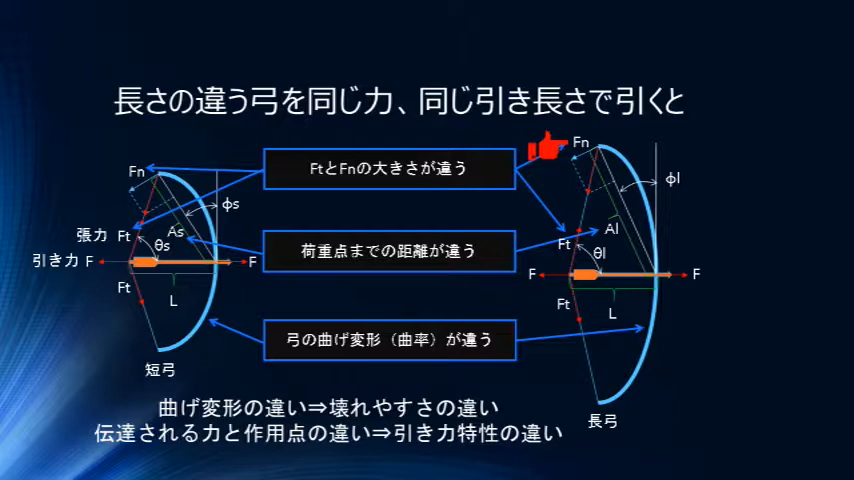 長さの違う弓を同じ力、同じ引き長さで引くと
Fn
FtとFnの大きさが違う
Fn
φs
φl
張力 Ft
θs
As
荷重点までの距離が違う
Ft
θl
Al
引き力 F
F
F
F
Ft
L
Ft
L
弓の曲げ変形（曲率）が違う
短弓
長弓
曲げ変形の違い⇒壊れやすさの違い
伝達される力と作用点の違い⇒引き力特性の違い